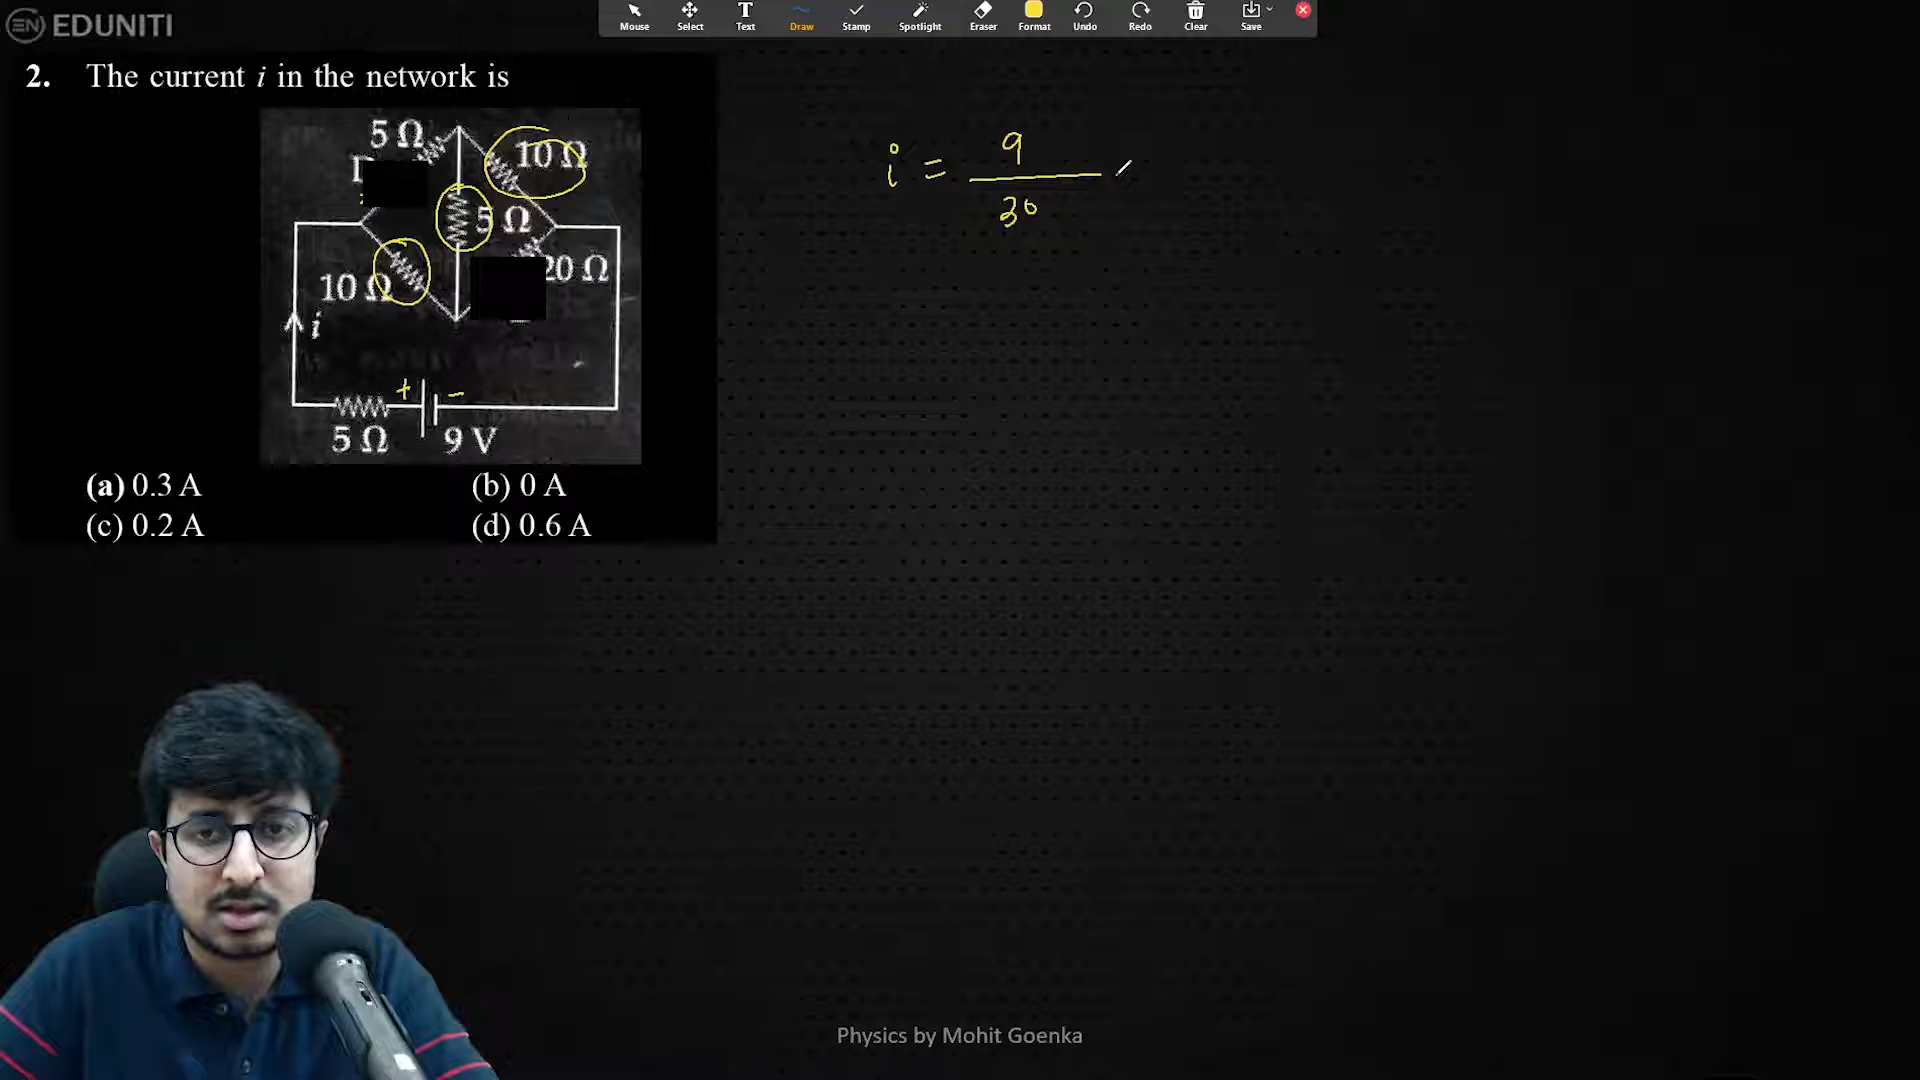 EN EDUNITI
Mouse Select Text Draw Stamp Spotlight Eraser Format Undo Redo Clear Save
2. The current i in the network is
5 Ω
10 Ω
5 Ω
10 Ω
20 Ω
i
+ -
5 Ω 9 V
(a) 0.3 A (b) 0 A
(c) 0.2 A (d) 0.6 A
i = 9
30
Physics by Mohit Goenka